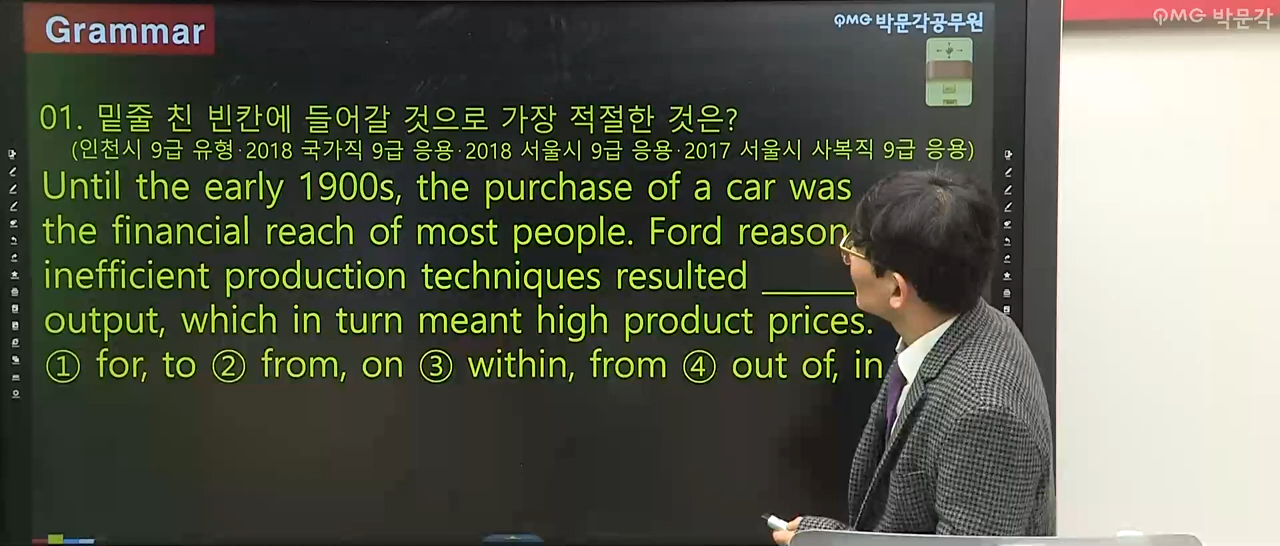 Grammar
QMG 박문각공무원
QMG 박문각
01. 밑줄 친 빈칸에 들어갈 것으로 가장 적절한 것은?
(인천시 9급 유형·2018 국가직 9급 응용·2018 서울시 9급 응용·2017 서울시 사복직 9급 응용)
Until the early 1900s, the purchase of a car was
the financial reach of most people. Ford
inefficient production techniques resulted ______
output, which in turn meant high product prices.
① for, to ② from, on ③ within, from ④ out of, in